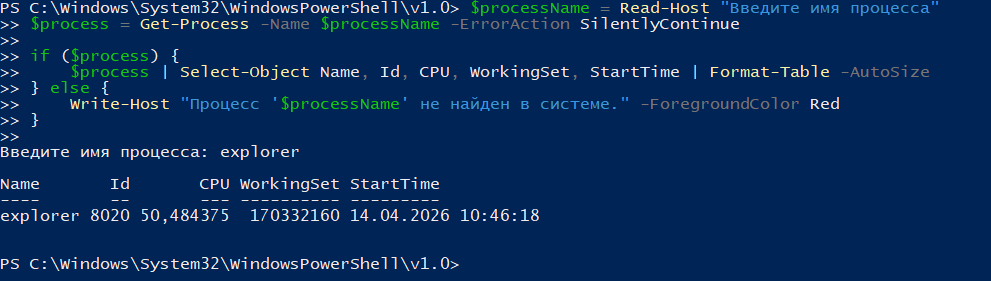 PS C:\Windows\System32\WindowsPowerShell\v1.0> $processName = Read-Host "Введите имя процесса"
>> $process = Get-Process -Name $processName -ErrorAction SilentlyContinue
>>
>> if ($process) {
>>     $process | Select-Object Name, Id, CPU, WorkingSet, StartTime | Format-Table -AutoSize
>> } else {
>>     Write-Host "Процесс '$processName' не найден в системе." -ForegroundColor Red
>> }
>>
Введите имя процесса: explorer

Name       Id       CPU WorkingSet StartTime
----       --       --- ---------- ---------
explorer 8020 50,484375  170332160 14.04.2026 10:46:18


PS C:\Windows\System32\WindowsPowerShell\v1.0>